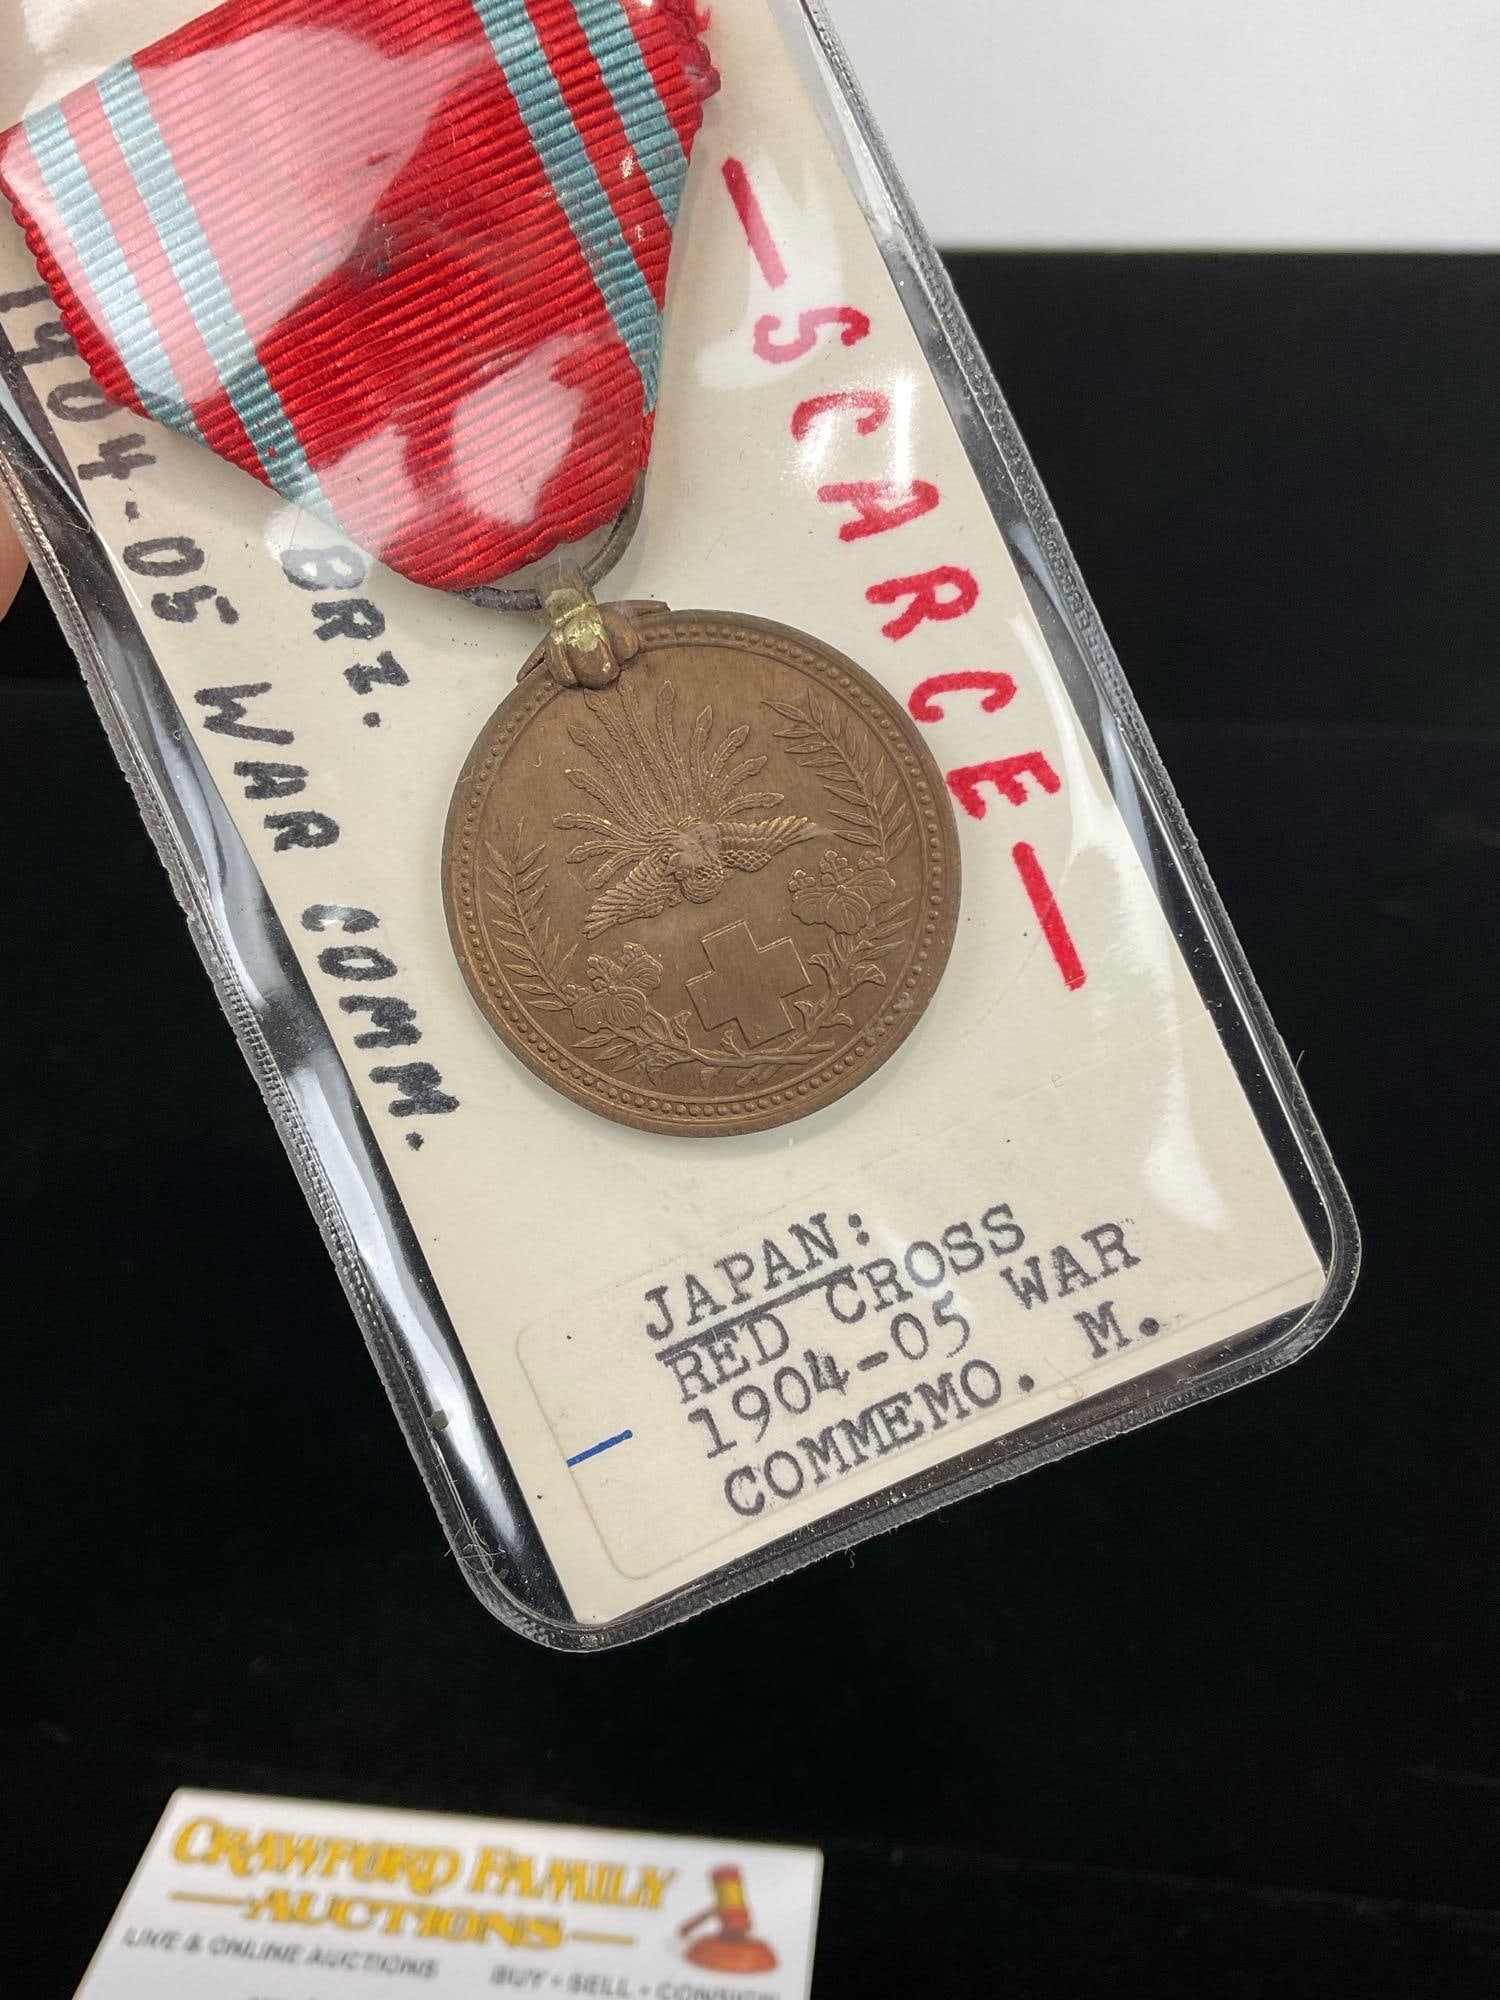 —SCARCE—
BRZ.
1904-05 WAR COMM.
JAPAN:
RED CROSS
1904-05 WAR
COMMEMO. M.
CRAWFORD FAMILY
AUCTIONS
LIVE & ONLINE AUCTIONS
BUY • SELL • CONSIGN